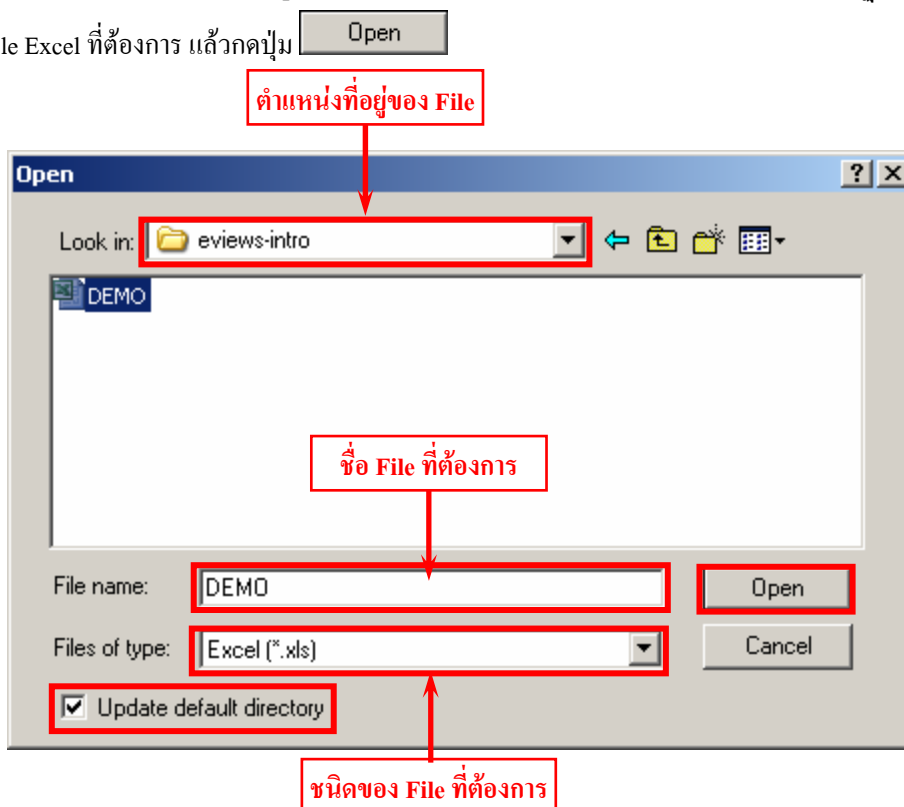 le Excel ที่ต้องการ แล้วกดปุ่ม Open
ตำแหน่งที่อยู่ของ File
Open
Look in: eviews-intro
DEMO
ชื่อ File ที่ต้องการ
File name: DEMO Open
Files of type: Excel (*.xls) Cancel
Update default directory
ชนิดของ File ที่ต้องการ